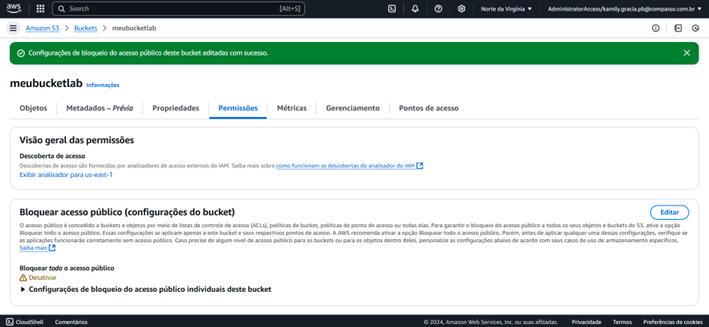 aws
Search
[Alt+S]
Norte da Virgínia
AdministratorAccess/kamily.gracia.pb@compasso.com.br
Amazon S3 > Buckets > meubucketlab
Configurações de bloqueio do acesso público deste bucket editadas com sucesso.
meubucketlab Informações
Objetos Metadados – Prévia Propriedades Permissões Métricas Gerenciamento Pontos de acesso
Visão geral das permissões
Descoberta de acesso
Descobertas de acesso são fornecidas por analisadores de acesso externos do IAM. Saiba mais sobre como funcionam as descobertas do analisador do IAM
Exibir analisador para us-east-1
Bloquear acesso público (configurações do bucket)
Editar
O acesso público é concedido a buckets e objetos por meio de listas de controle de acesso (ACLs), políticas de bucket, políticas de ponto de acesso ou todas elas. Para garantir o bloqueio do acesso público a todos os seus objetos e buckets do S3, ative a opção
Bloquear todo o acesso público. Essas configurações se aplicam apenas a este bucket e seus respectivos pontos de acesso. A AWS recomenda ativar a opção Bloquear todo o acesso público. Porém, antes de aplicar qualquer uma dessas configurações, verifique se
as aplicações funcionarão corretamente sem acesso público. Caso precise de algum nível de acesso público para os buckets ou para os objetos dentro deles, personalize as configurações abaixo de acordo com seus casos de uso de armazenamento específicos.
Saiba mais
Bloquear todo o acesso público
Desativar
Configurações de bloqueio do acesso público individuais deste bucket
CloudShell Comentários © 2024, Amazon Web Services, Inc. ou suas afiliadas. Privacidade Termos Preferências de cookies